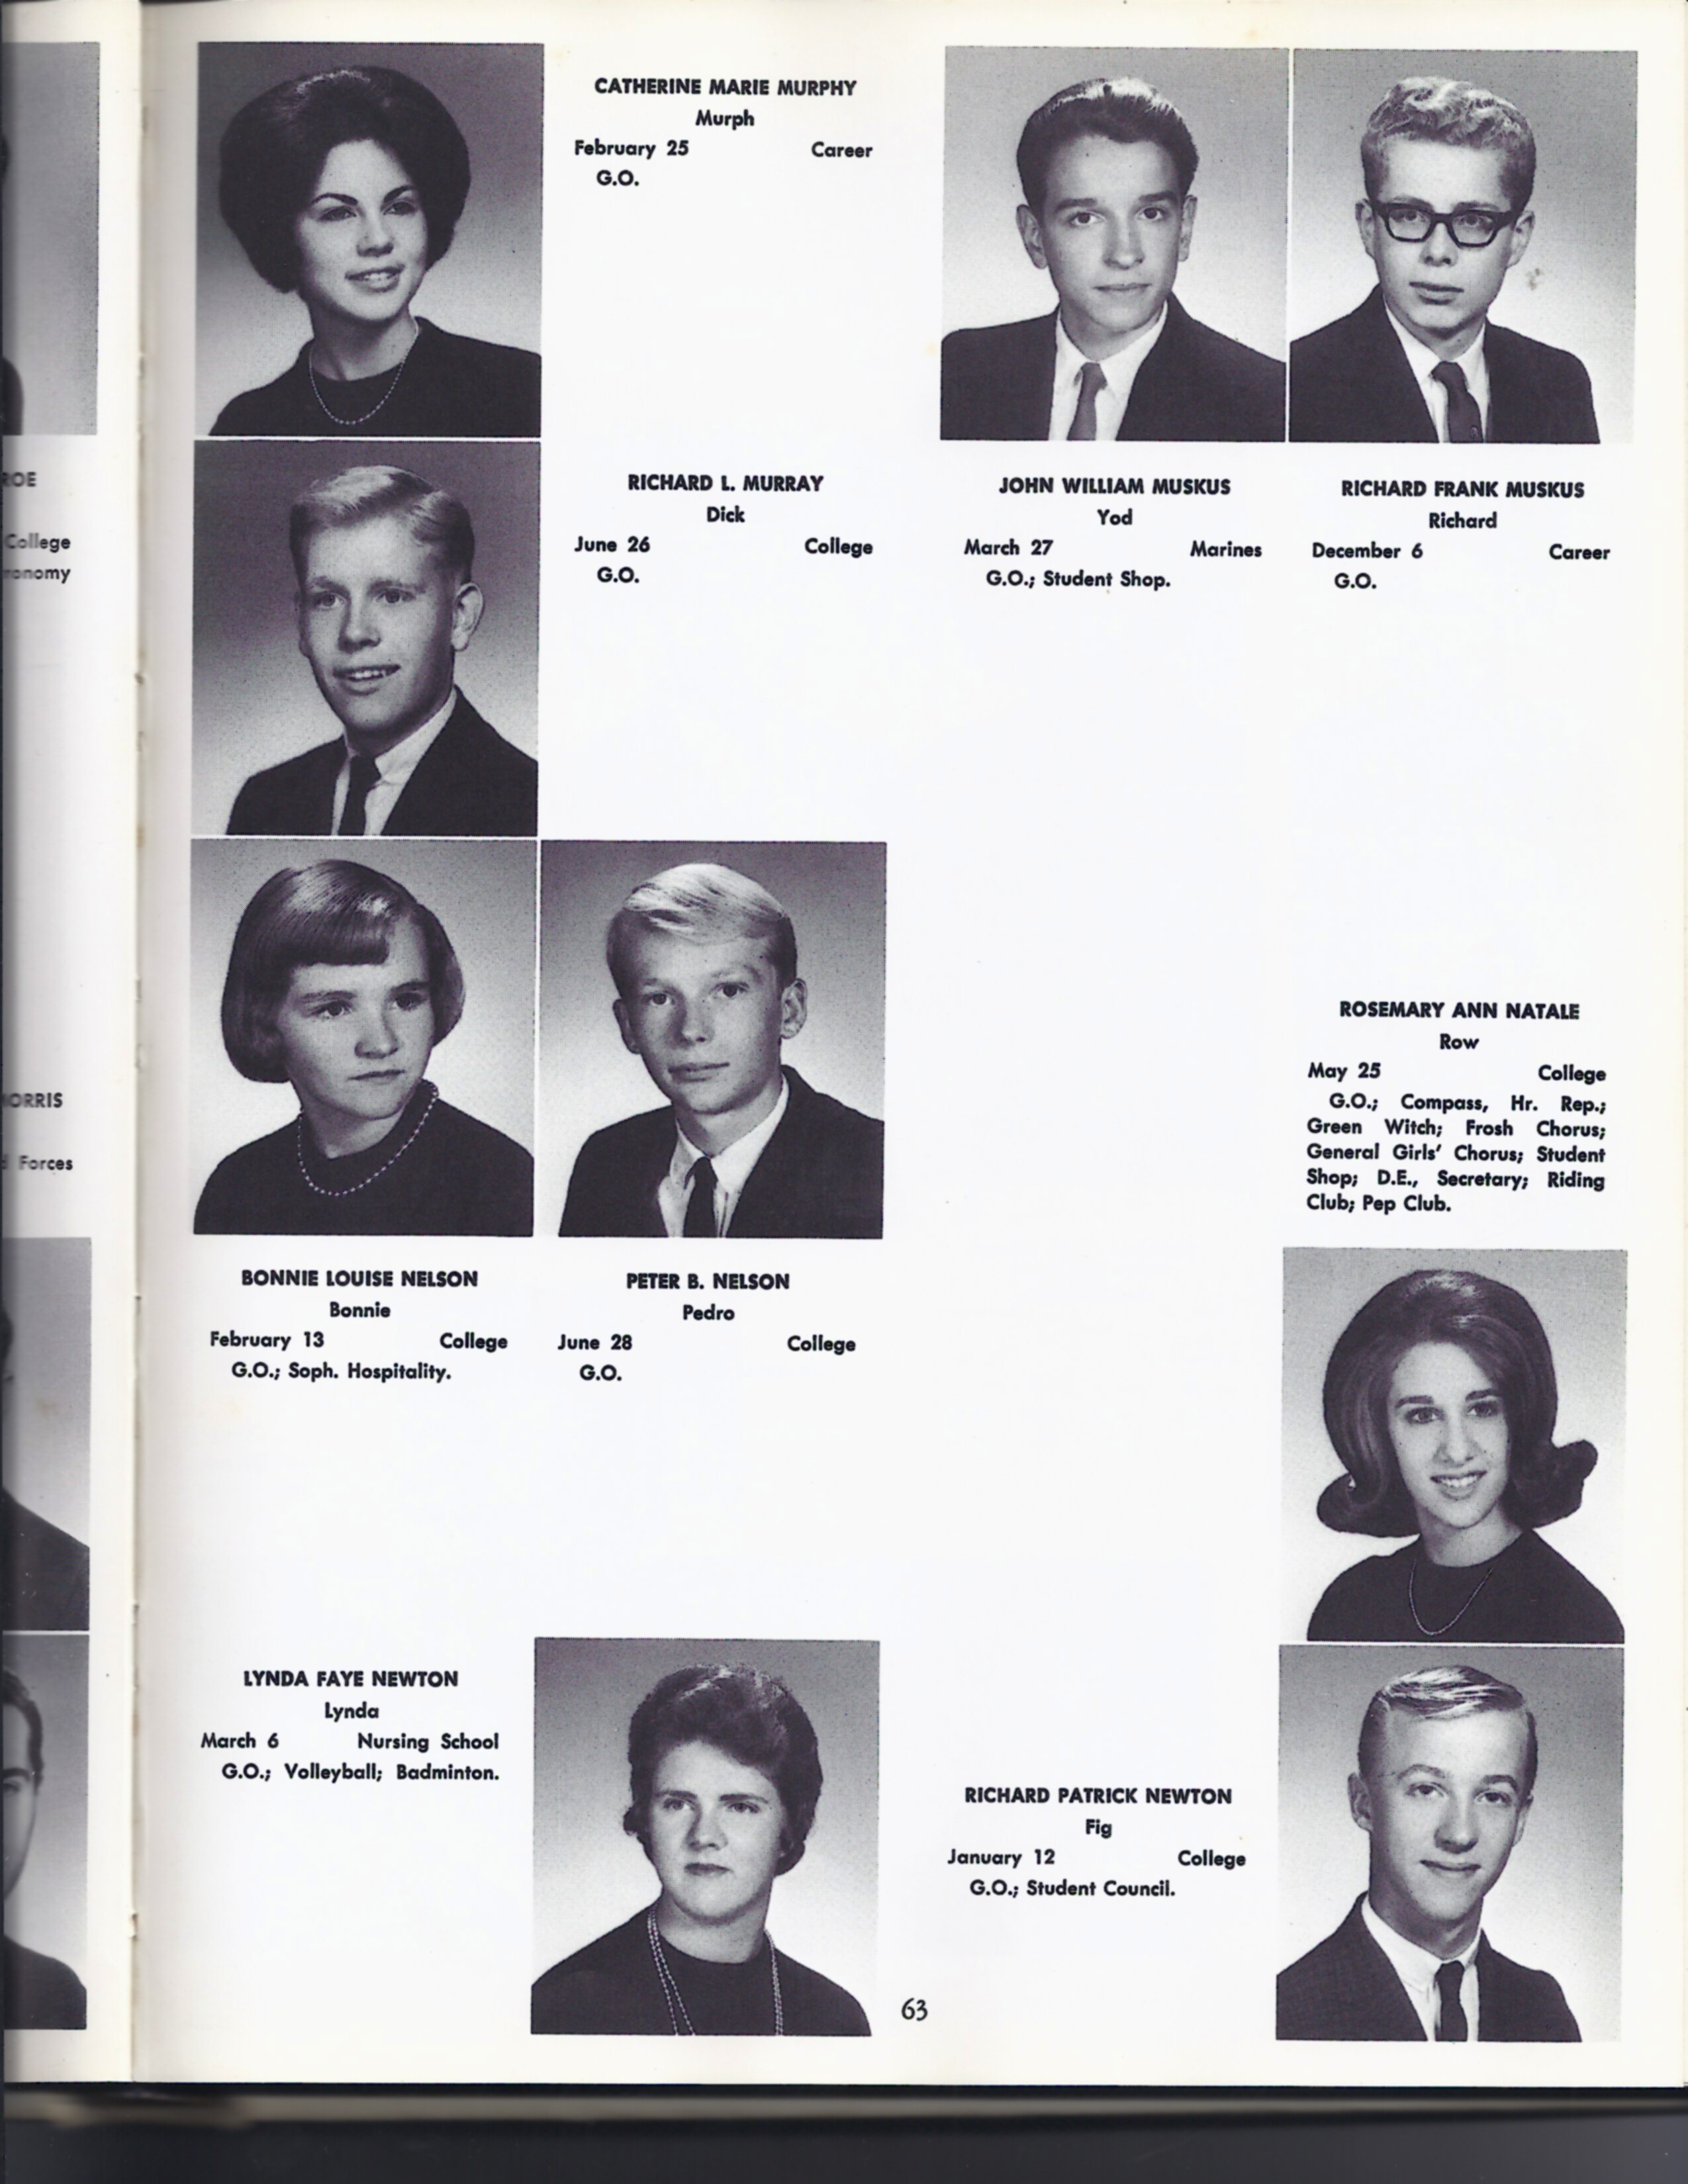 ROE
College
ronomy
ORRIS
Forces
CATHERINE MARIE MURPHY
Murph
February 25 Career
G.O.
RICHARD L. MURRAY
Dick
June 26 College
G.O.
JOHN WILLIAM MUSKUS
Yod
March 27 Marines
G.O.; Student Shop.
RICHARD FRANK MUSKUS
Richard
December 6 Career
G.O.
ROSEMARY ANN NATALE
Row
May 25 College
G.O.; Compass, Hr. Rep.;
Green Witch; Frosh Chorus;
General Girls' Chorus; Student
Shop; D.E., Secretary; Riding
Club; Pep Club.
BONNIE LOUISE NELSON
Bonnie
February 13 College
G.O.; Soph. Hospitality.
PETER B. NELSON
Pedro
June 28 College
G.O.
LYNDA FAYE NEWTON
Lynda
March 6 Nursing School
G.O.; Volleyball; Badminton.
RICHARD PATRICK NEWTON
Fig
January 12 College
G.O.; Student Council.
63